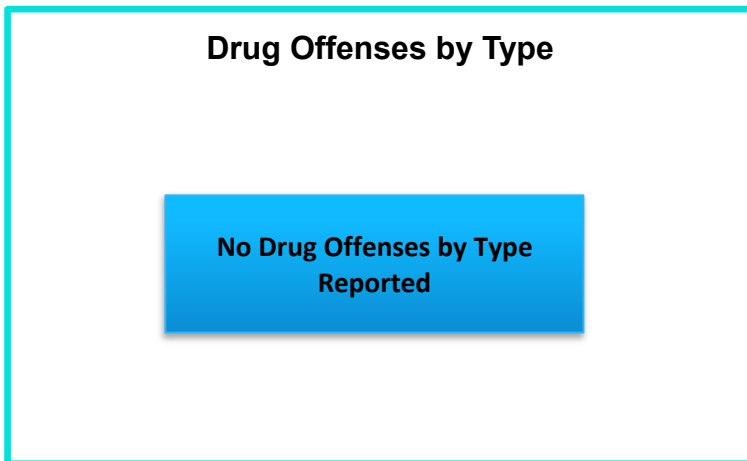 Drug Offenses by Type
No Drug Offenses by Type
Reported